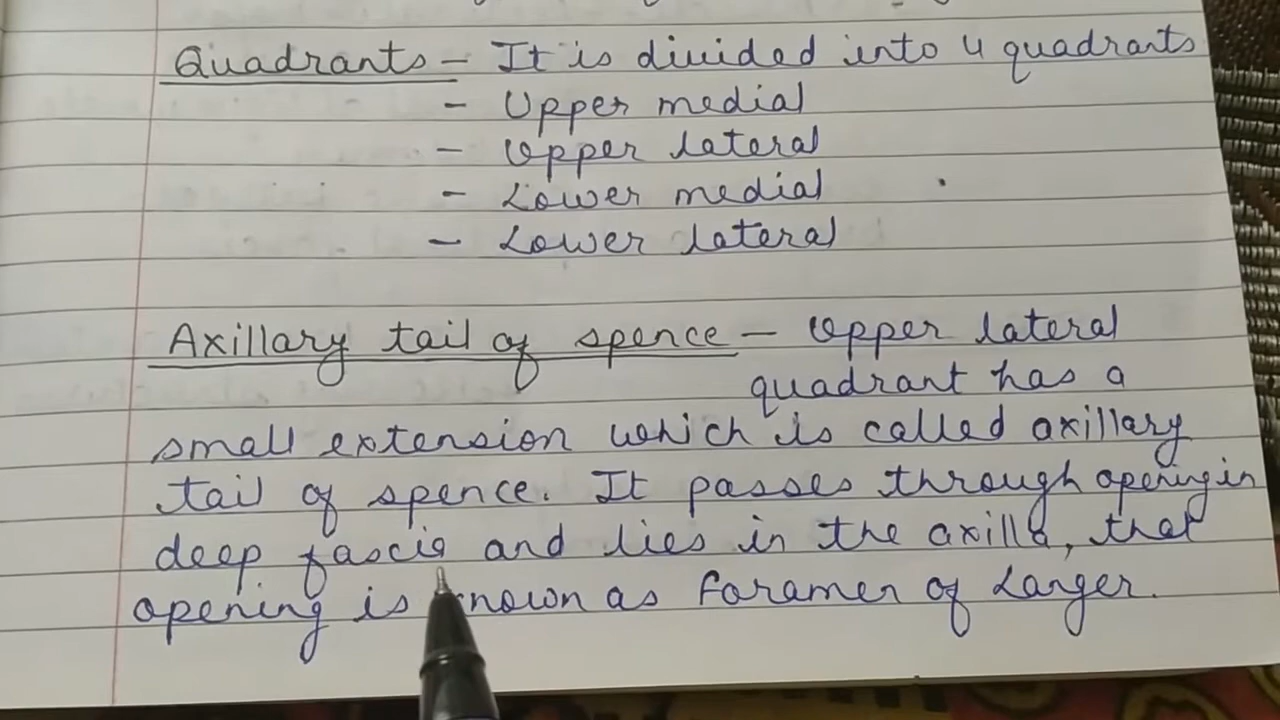 Quadrants - It is divided into 4 quadrants
- Upper medial
- Upper lateral
- Lower medial
- Lower lateral
Axillary tail of spence - Upper lateral
quadrant has a
small extension which is called axillary
tail of spence. It passes through opening in
deep fascia and lies in the axilla, that
opening is known as Foramen of Langer.